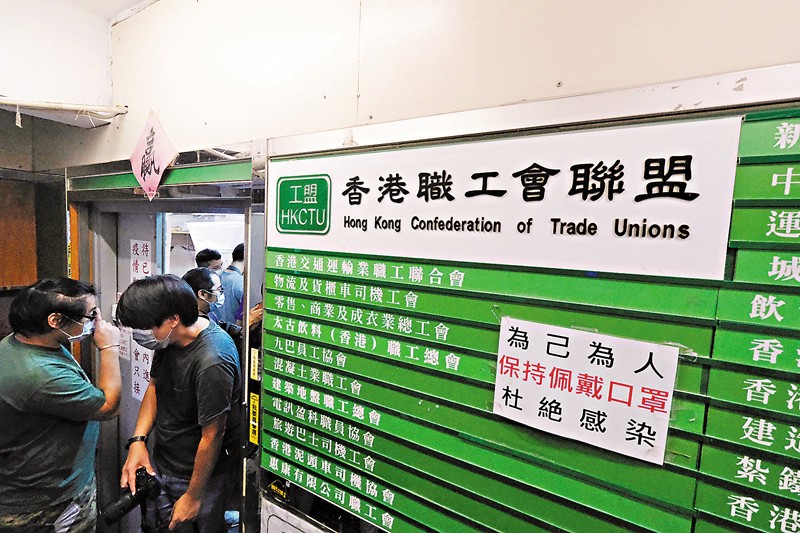 贏
工盟
HKCTU
香港職工會聯盟
Hong Kong Confederation of Trade Unions
香港交通運輸業職工聯合會
物流及貨櫃車司機工會
零售、商業及成衣業總工會
太古飲料（香港）職工總會
九巴員工協會
混凝土業職工會
建築地盤職工總會
電訊盈科職員協會
旅遊巴士司機工會
香港泥頭車司機協會
惠康有限公司職工會
為己為人
保持佩戴口罩
杜絕感染
新
中
運
城
飲
香
香港
建造
紮鐵
香港